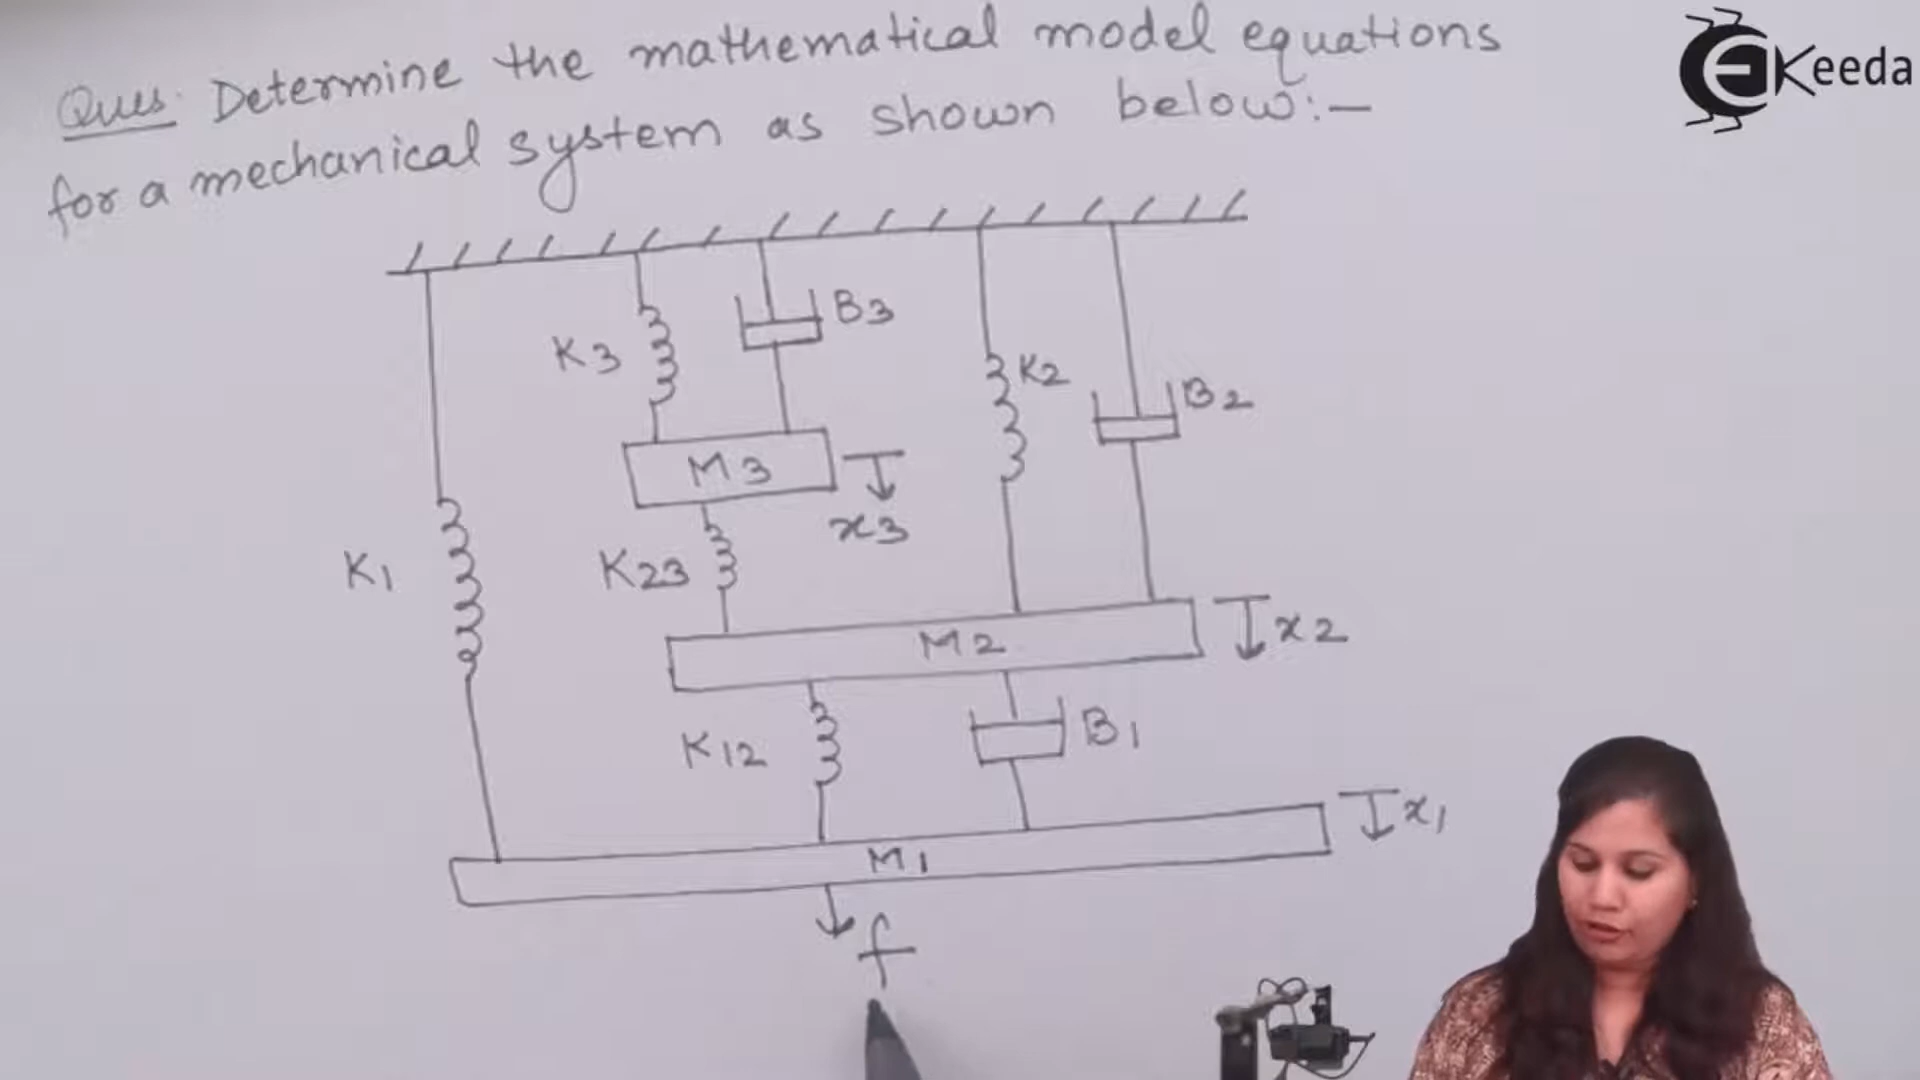 Ques. Determine the mathematical model equations
for a mechanical system as shown below:-
EKeeda
B3
K3
K2
B2
M3
x3
K1
K23
x2
M2
K12
B1
x1
M1
f